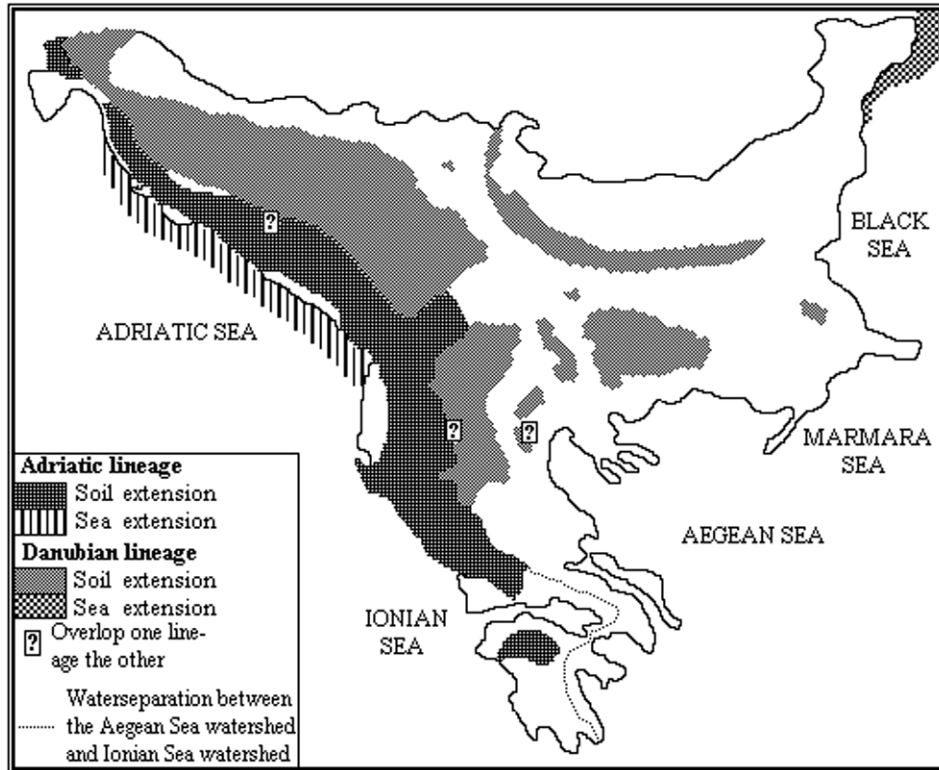 BLACK
SEA
?
ADRIATIC SEA
?
?
MARMARA
SEA
Adriatic lineage
Soil extension
Sea extension
AEGEAN SEA
Danubian lineage
Soil extension
Sea extension
IONIAN
SEA
? Overlop one line-
age the other
Waterseparation between
the Aegean Sea watershed
and Ionian Sea watershed